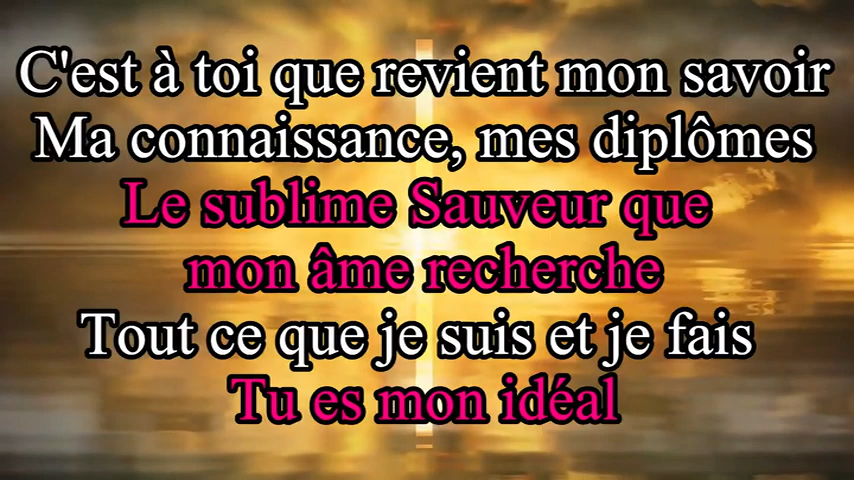 C'est à toi que revient mon savoir
Ma connaissance, mes diplômes
Le sublime Sauveur que
mon âme recherche
Tout ce que je suis et je fais
Tu es mon idéal